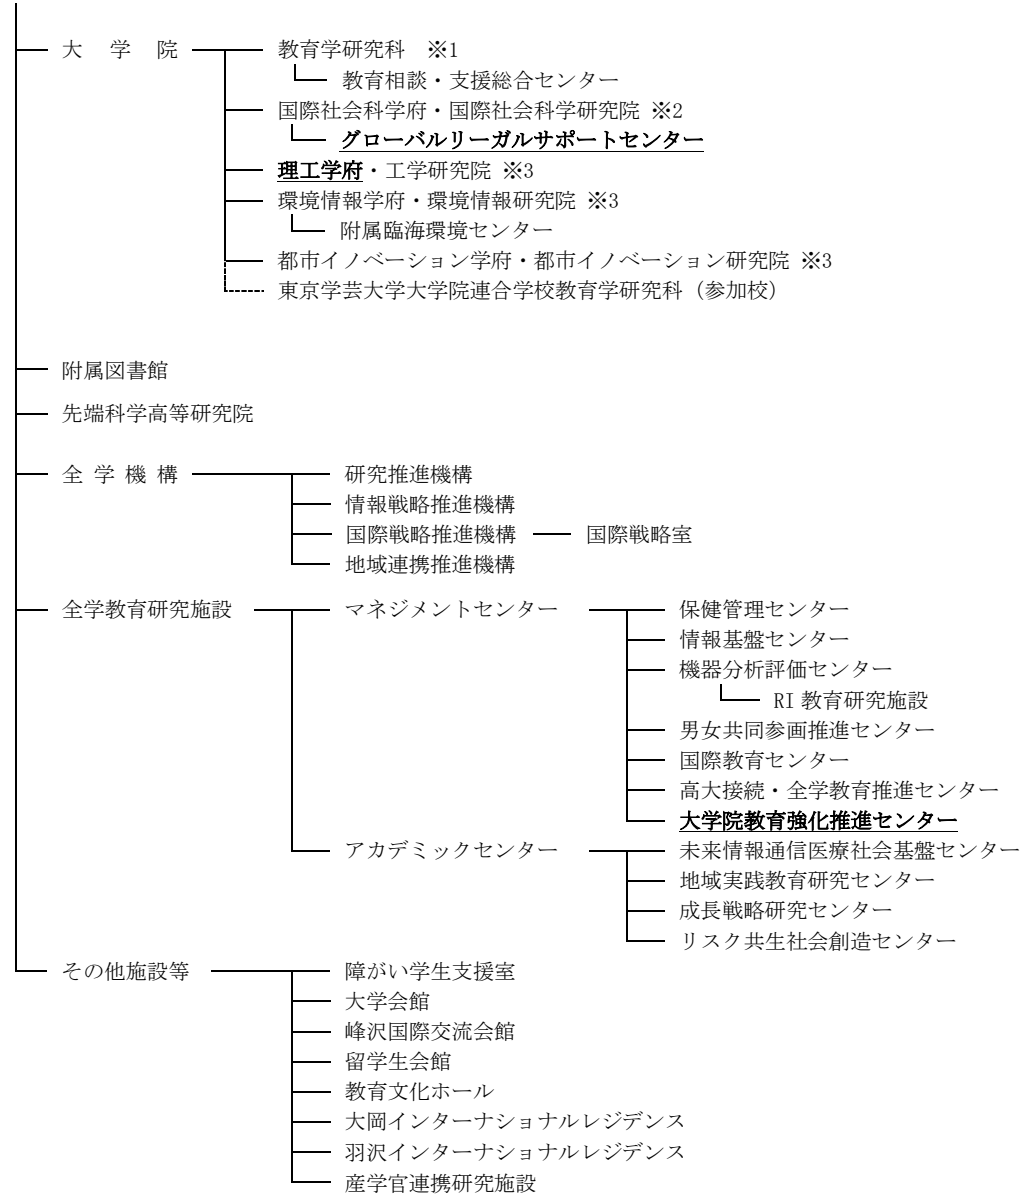 大 学 院 教育学研究科 ※1
教育相談・支援総合センター
国際社会科学府・国際社会科学研究院 ※2
グローバルリーガルサポートセンター
理工学府・工学研究院 ※3
環境情報学府・環境情報研究院 ※3
附属臨海環境センター
都市イノベーション学府・都市イノベーション研究院 ※3
東京学芸大学大学院連合学校教育学研究科（参加校）
附属図書館
先端科学高等研究院
全 学 機 構 研究推進機構
情報戦略推進機構
国際戦略推進機構 国際戦略室
地域連携推進機構
全学教育研究施設 マネジメントセンター 保健管理センター
情報基盤センター
機器分析評価センター
RI 教育研究施設
男女共同参画推進センター
国際教育センター
高大接続・全学教育推進センター
大学院教育強化推進センター
アカデミックセンター 未来情報通信医療社会基盤センター
地域実践教育研究センター
成長戦略研究センター
リスク共生社会創造センター
その他施設等 障がい学生支援室
大学会館
峰沢国際交流会館
留学生会館
教育文化ホール
大岡インターナショナルレジデンス
羽沢インターナショナルレジデンス
産学官連携研究施設